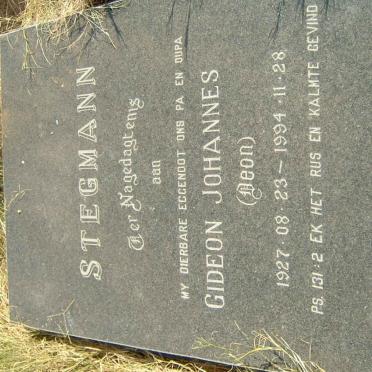 STEGMANN
Ter Nagedagtenis
aan
MY DIERBARE EGGENOOT ONS PA EN OUPA
GIDEON JOHANNES
(Deon)
1927·08·23–1994·11·28
PS. 131:2 EK HET RUS EN KALMTE GEVIND